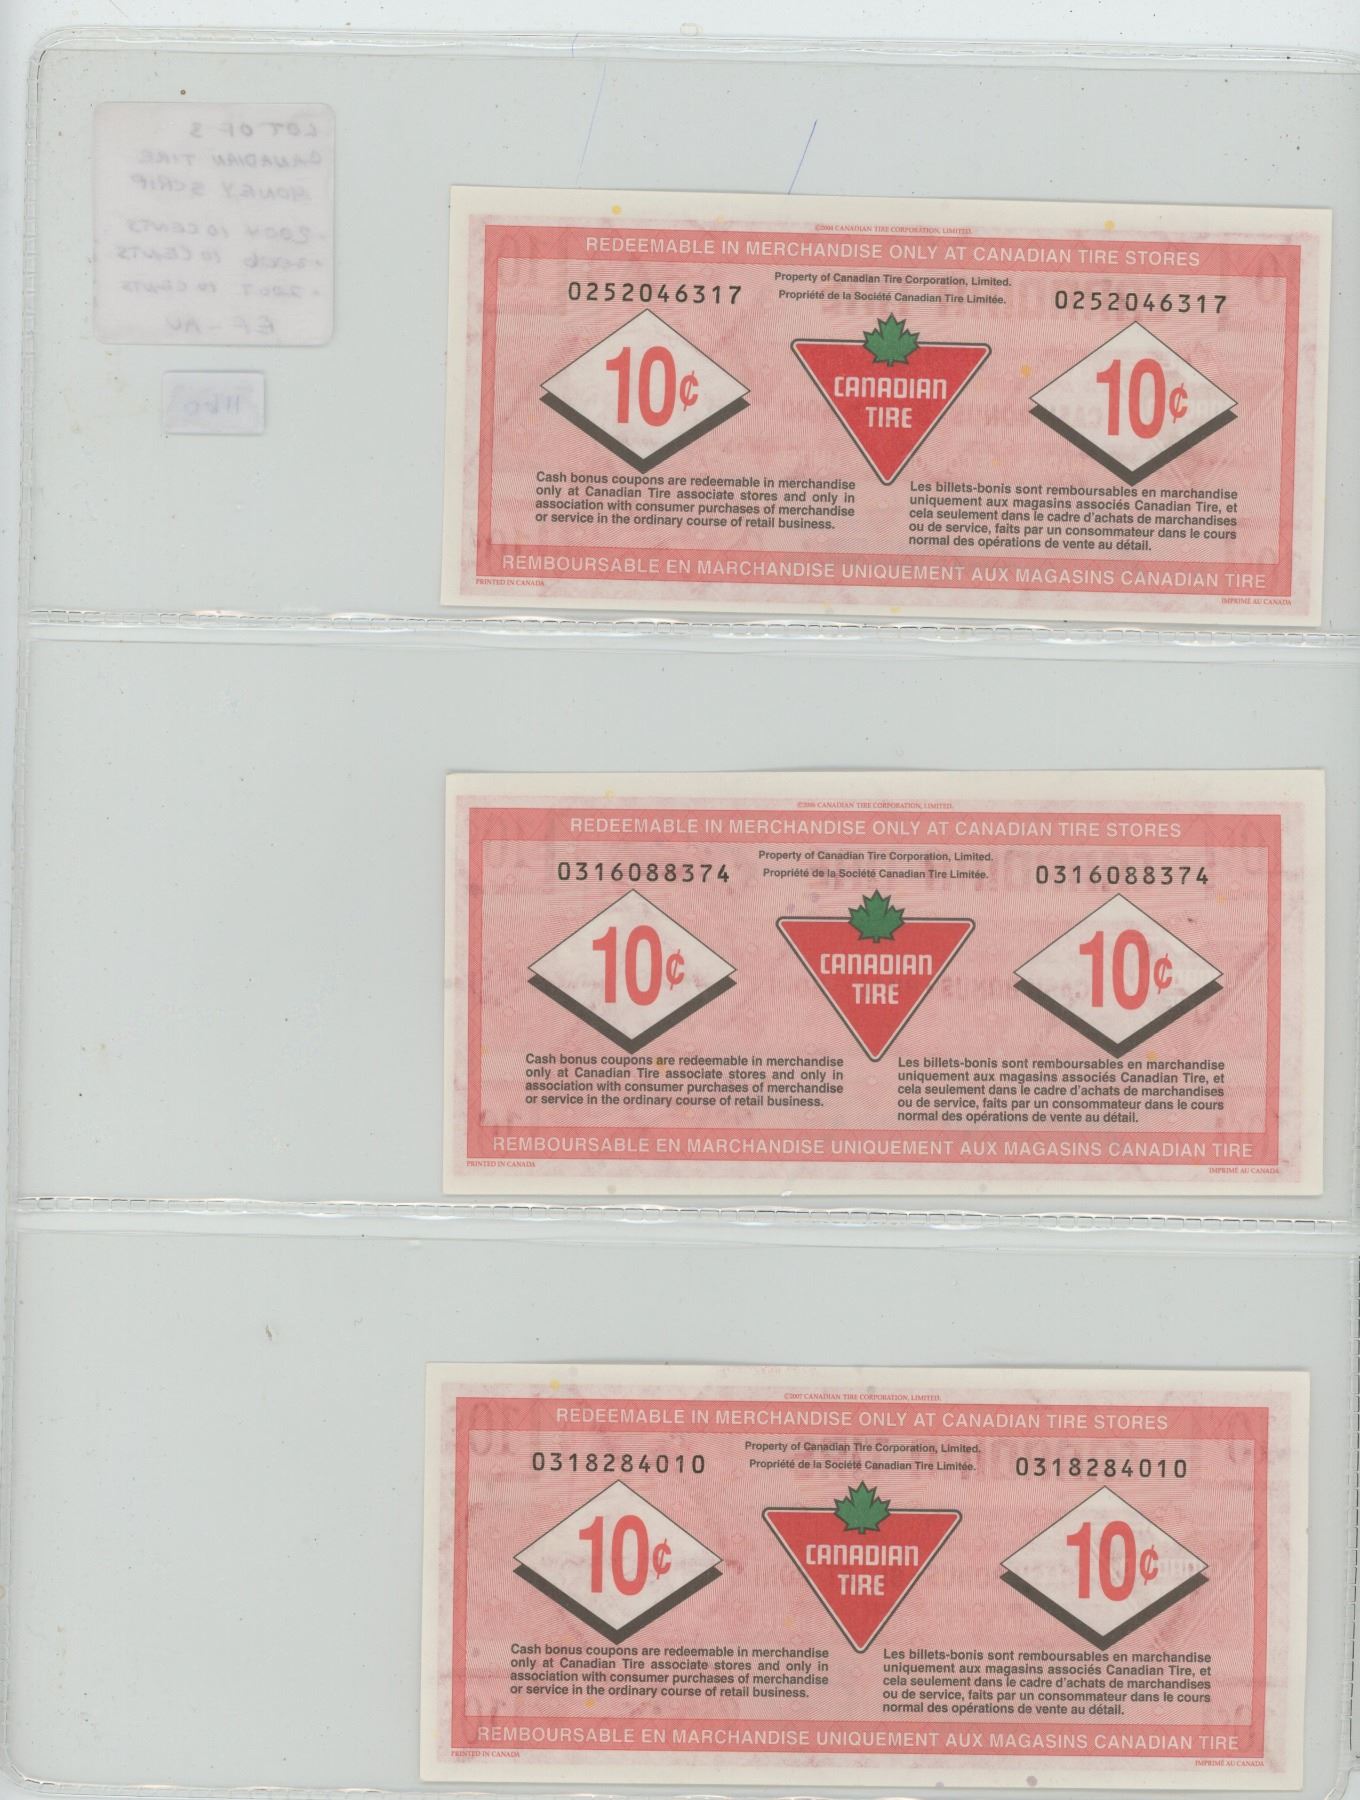 LOT OF 3
CANADIAN TIRE
MONEY SCRIP
• 2004 10 CENTS
10 CENTS
• 2007 10 CENTS
EF - AU
©2004 CANADIAN TIRE CORPORATION, LIMITED.
REDEEMABLE IN MERCHANDISE ONLY AT CANADIAN TIRE STORES
Property of Canadian Tire Corporation, Limited.
Propriété de la Société Canadian Tire Limitée.
0252046317
0252046317
10¢
CANADIAN
TIRE
10¢
Cash bonus coupons are redeemable in merchandise
only at Canadian Tire associate stores and only in
association with consumer purchases of merchandise
or service in the ordinary course of retail business.
Les billets-bonis sont remboursables en marchandise
uniquement aux magasins associés Canadian Tire, et
cela seulement dans le cadre d'achats de marchandises
ou de service, faits par un consommateur dans le cours
normal des opérations de vente au détail.
REMBOURSABLE EN MARCHANDISE UNIQUEMENT AUX MAGASINS CANADIAN TIRE
PRINTED IN CANADA
IMPRIMÉ AU CANADA
©2006 CANADIAN TIRE CORPORATION, LIMITED.
REDEEMABLE IN MERCHANDISE ONLY AT CANADIAN TIRE STORES
Property of Canadian Tire Corporation, Limited.
Propriété de la Société Canadian Tire Limitée.
0316088374
0316088374
10¢
CANADIAN
TIRE
10¢
Cash bonus coupons are redeemable in merchandise
only at Canadian Tire associate stores and only in
association with consumer purchases of merchandise
or service in the ordinary course of retail business.
Les billets-bonis sont remboursables en marchandise
uniquement aux magasins associés Canadian Tire, et
cela seulement dans le cadre d'achats de marchandises
ou de service, faits par un consommateur dans le cours
normal des opérations de vente au détail.
REMBOURSABLE EN MARCHANDISE UNIQUEMENT AUX MAGASINS CANADIAN TIRE
PRINTED IN CANADA
IMPRIMÉ AU CANADA
©2007 CANADIAN TIRE CORPORATION, LIMITED.
REDEEMABLE IN MERCHANDISE ONLY AT CANADIAN TIRE STORES
Property of Canadian Tire Corporation, Limited.
Propriété de la Société Canadian Tire Limitée.
0318284010
0318284010
10¢
CANADIAN
TIRE
10¢
Cash bonus coupons are redeemable in merchandise
only at Canadian Tire associate stores and only in
association with consumer purchases of merchandise
or service in the ordinary course of retail business.
Les billets-bonis sont remboursables en marchandise
uniquement aux magasins associés Canadian Tire, et
cela seulement dans le cadre d'achats de marchandises
ou de service, faits par un consommateur dans le cours
normal des opérations de vente au détail.
REMBOURSABLE EN MARCHANDISE UNIQUEMENT AUX MAGASINS CANADIAN TIRE
PRINTED IN CANADA
IMPRIMÉ AU CANADA